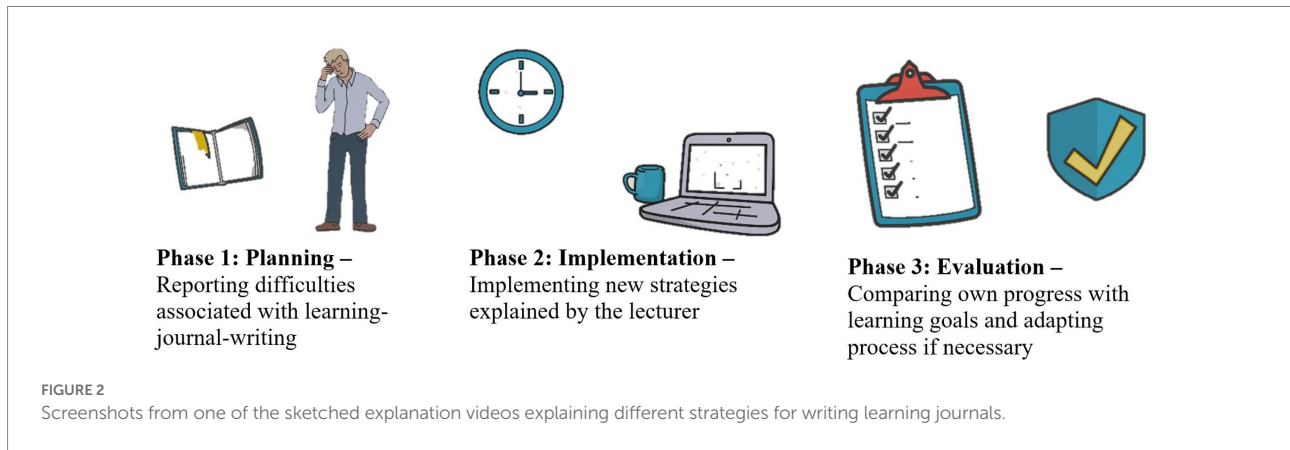 Phase 1: Planning –
Reporting difficulties
associated with learning-
journal-writing
Phase 2: Implementation –
Implementing new strategies
explained by the lecturer
Phase 3: Evaluation –
Comparing own progress with
learning goals and adapting
process if necessary
FIGURE 2
Screenshots from one of the sketched explanation videos explaining different strategies for writing learning journals.